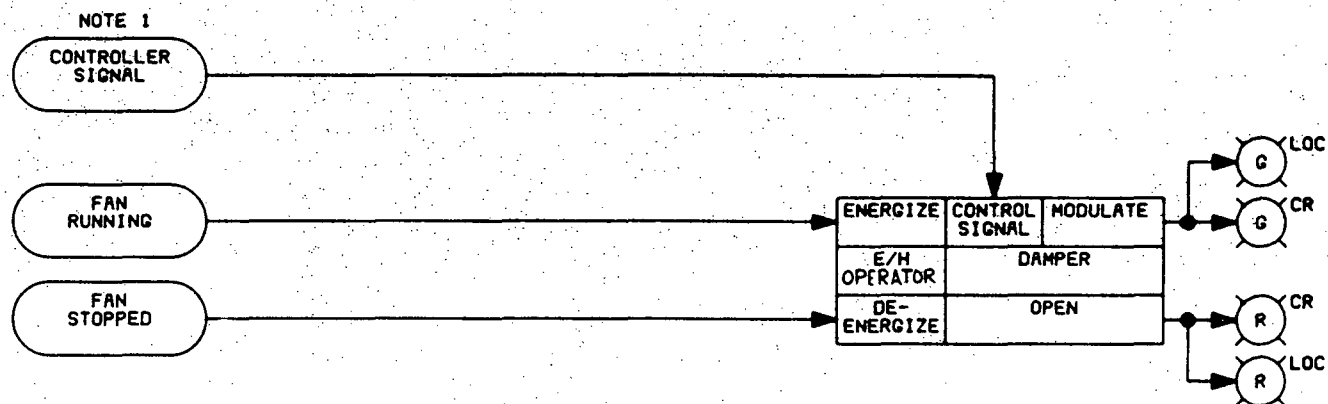 NOTE 1
CONTROLLER
SIGNAL
FAN
RUNNING
FAN
STOPPED
ENERGIZE
CONTROL
SIGNAL
MODULATE
E/H
OPERATOR
DAMPER
DE-
ENERGIZE
OPEN
G
LOC
G
CR
R
CR
R
LOC